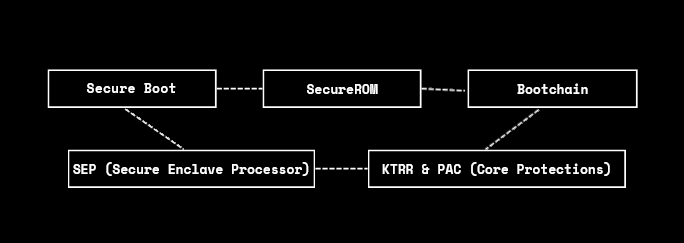 Secure Boot
SecureROM
Bootchain
SEP (Secure Enclave Processor)
KTRR & PAC (Core Protections)